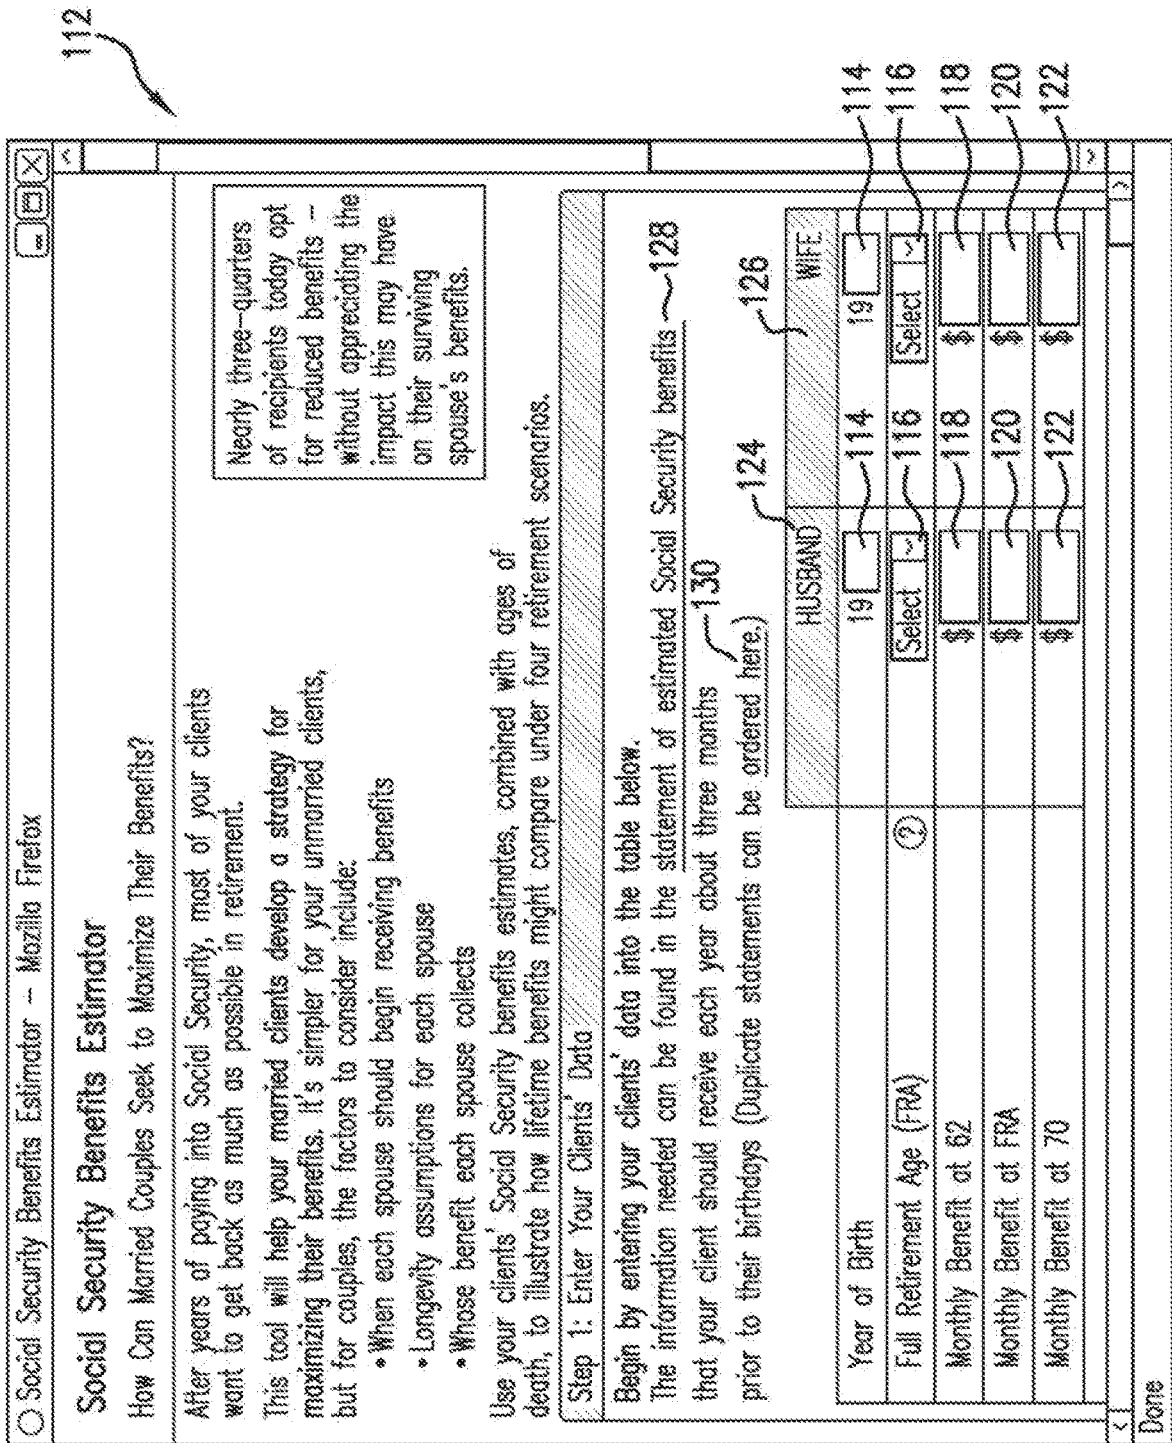 112
Social Security Benefits Estimator – Mozilla Firefox
Social Security Benefits Estimator
How Can Married Couples Seek to Maximize Their Benefits?
After years of paying into Social Security, most of your clients
want to get back as much as possible in retirement.
This tool will help your married clients develop a strategy for
maximizing their benefits. It's simpler for your unmarried clients,
but for couples, the factors to consider include:
• When each spouse should begin receiving benefits
• Longevity assumptions for each spouse
• Whose benefit each spouse collects
Nearly three–quarters
of recipients today opt
for reduced benefits –
without appreciating the
impact this may have
on their surviving
spouse's benefits.
Use your clients' Social Security benefits estimates, combined with ages of
death, to illustrate how lifetime benefits might compare under four retirement scenarios.
Step 1: Enter Your Clients' Data
Begin by entering your clients' data into the table below.
The information needed can be found in the statement of estimated Social Security benefits 128
that your client should receive each year about three months 130
prior to their birthdays (Duplicate statements can be ordered here.) 124 126
HUSBAND WIFE
Year of Birth 19 114 19 114
Full Retirement Age (FRA) ? Select 116 Select 116
Monthly Benefit at 62 $ 118 $ 118
Monthly Benefit at FRA $ 120 $ 120
Monthly Benefit at 70 $ 122 $ 122
Done